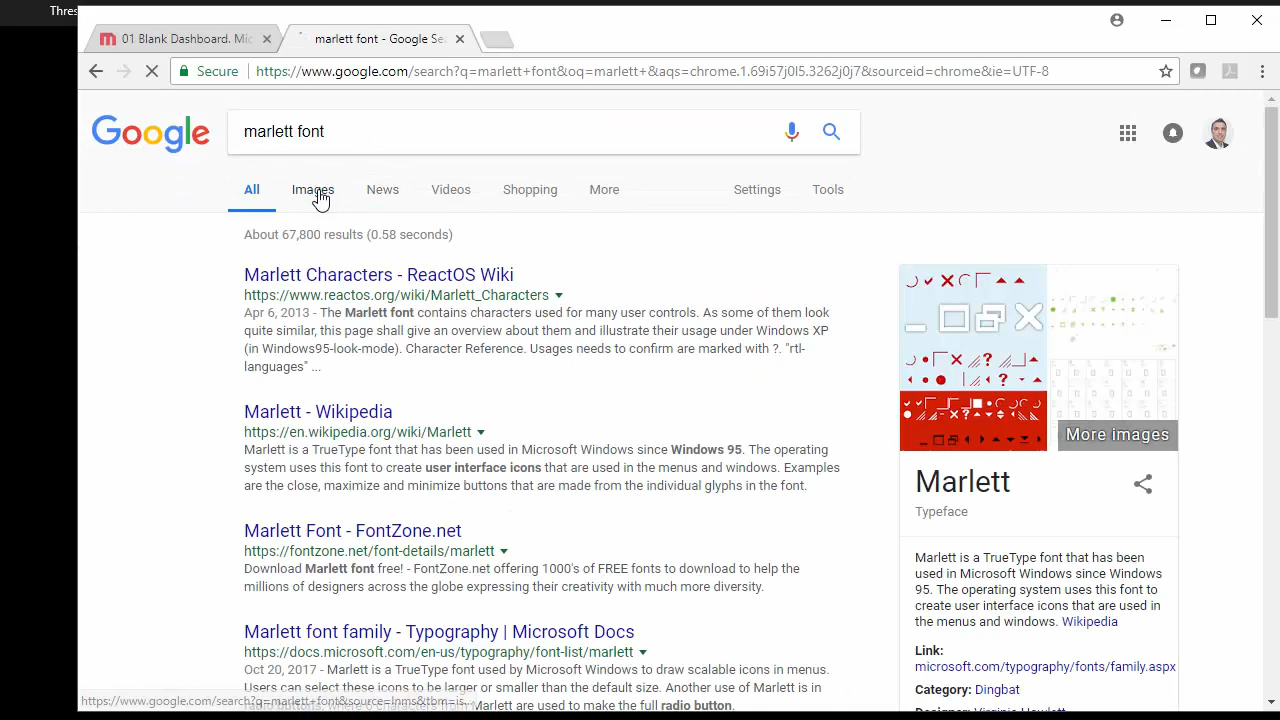 Thres
01 Blank Dashboard. Mic
marlett font - Google Se
Secure
https://www.google.com/search?q=marlett+font&oq=marlett+&aqs=chrome.1.69i57j0l5.3262j0j7&sourceid=chrome&ie=UTF-8
Google
marlett font
All
Images
News
Videos
Shopping
More
Settings
Tools
About 67,800 results (0.58 seconds)
Marlett Characters - ReactOS Wiki
https://www.reactos.org/wiki/Marlett_Characters
Apr 6, 2013 - The Marlett font contains characters used for many user controls. As some of them look
quite similar, this page shall give an overview about them and illustrate their usage under Windows XP
(in Windows95-look-mode). Character Reference. Usages needs to confirm are marked with ?. "rtl-
languages" ...
Marlett - Wikipedia
https://en.wikipedia.org/wiki/Marlett
Marlett is a TrueType font that has been used in Microsoft Windows since Windows 95. The operating
system uses this font to create user interface icons that are used in the menus and windows. Examples
are the close, maximize and minimize buttons that are made from the individual glyphs in the font.
Marlett Font - FontZone.net
https://fontzone.net/font-details/marlett
Download Marlett font free! - FontZone.net offering 1000's of FREE fonts to download to help the
millions of designers across the globe expressing their creativity with much more diversity.
Marlett font family - Typography | Microsoft Docs
https://docs.microsoft.com/en-us/typography/font-list/marlett
Oct 20, 2017 - Marlett is a TrueType font used by Microsoft Windows to draw scalable icons in menus.
Users can select these icons to be larger or smaller than the default size. Another use of Marlett is in
Marlett are used to make the full radio button.
https://www.google.com/search?q=marlett+font&source=lnms&tbm=is...
More images
Marlett
Typeface
Marlett is a TrueType font that has been
used in Microsoft Windows since Windows
95. The operating system uses this font to
create user interface icons that are used in
the menus and windows. Wikipedia
Link:
microsoft.com/typography/fonts/family.aspx
Category: Dingbat
Designer: Virginia Howlett